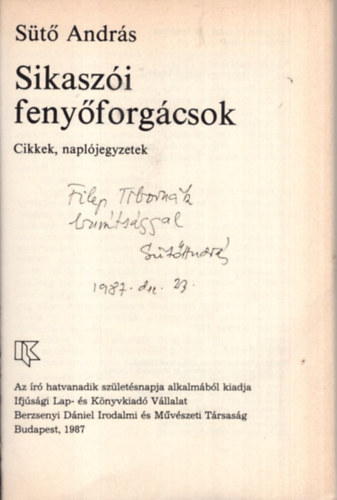 Sütő András
Sikaszói
fenyőforgácsok
Cikkek, naplójegyzetek
Filep Tibornak
barátsággal
Sütő András
1987. dec. 23.
Az író hatvanadik születésnapja alkalmából kiadja
Ifjúsági Lap- és Könyvkiadó Vállalat
Berzsenyi Dániel Irodalmi és Művészeti Társaság
Budapest, 1987